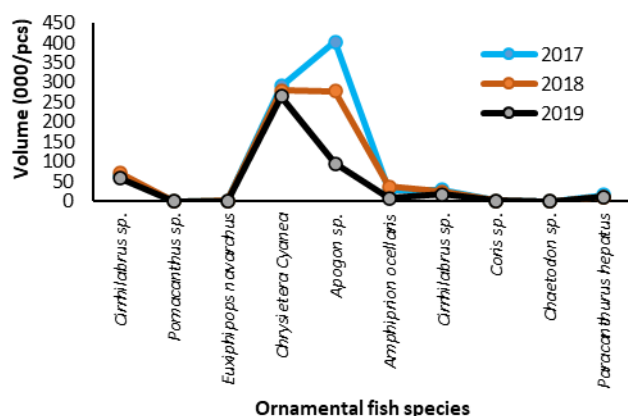 450
400
350
300
250
200
150
100
50
0
Volume (000/pcs)
2017
2018
2019
Cirrhilabrus sp.
Pomacanthus sp.
Euxiphipops navarchus
Chrysietera Cyanea
Apogon sp.
Amphiprion ocellaris
Cirrhilabrus sp.
Coris sp.
Chaetodon sp.
Paracanthurus hepatus
Ornamental fish species